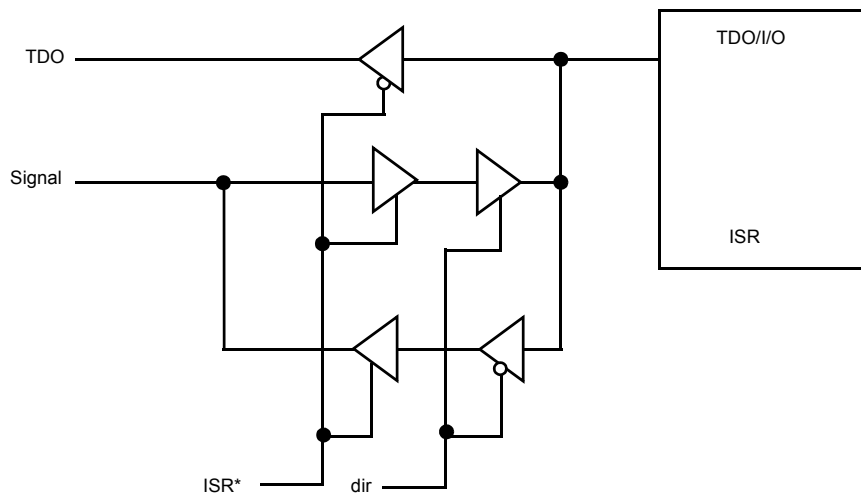 TDO
TDO/I/O
Signal
ISR
ISR*
dir